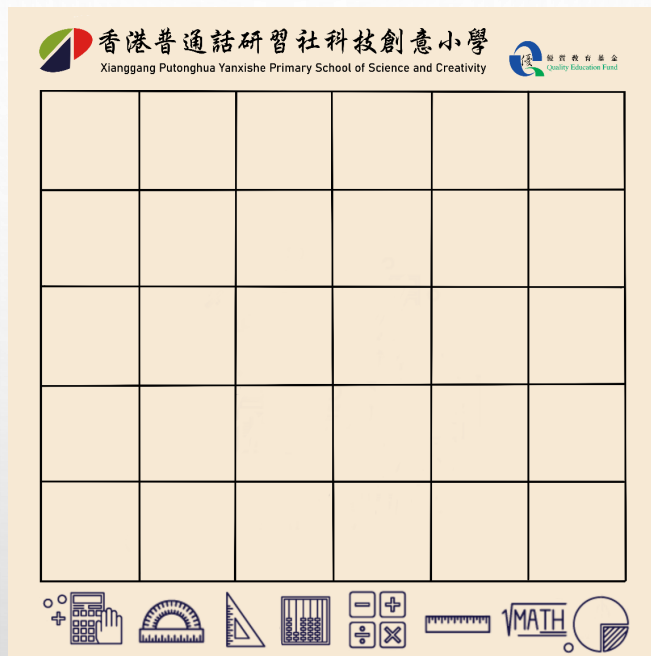 香港普通話研習社科技創意小學
Xianggang Putonghua Yanxishe Primary School of Science and Creativity
優
優質教育基金
Quality Education Fund
√MATH